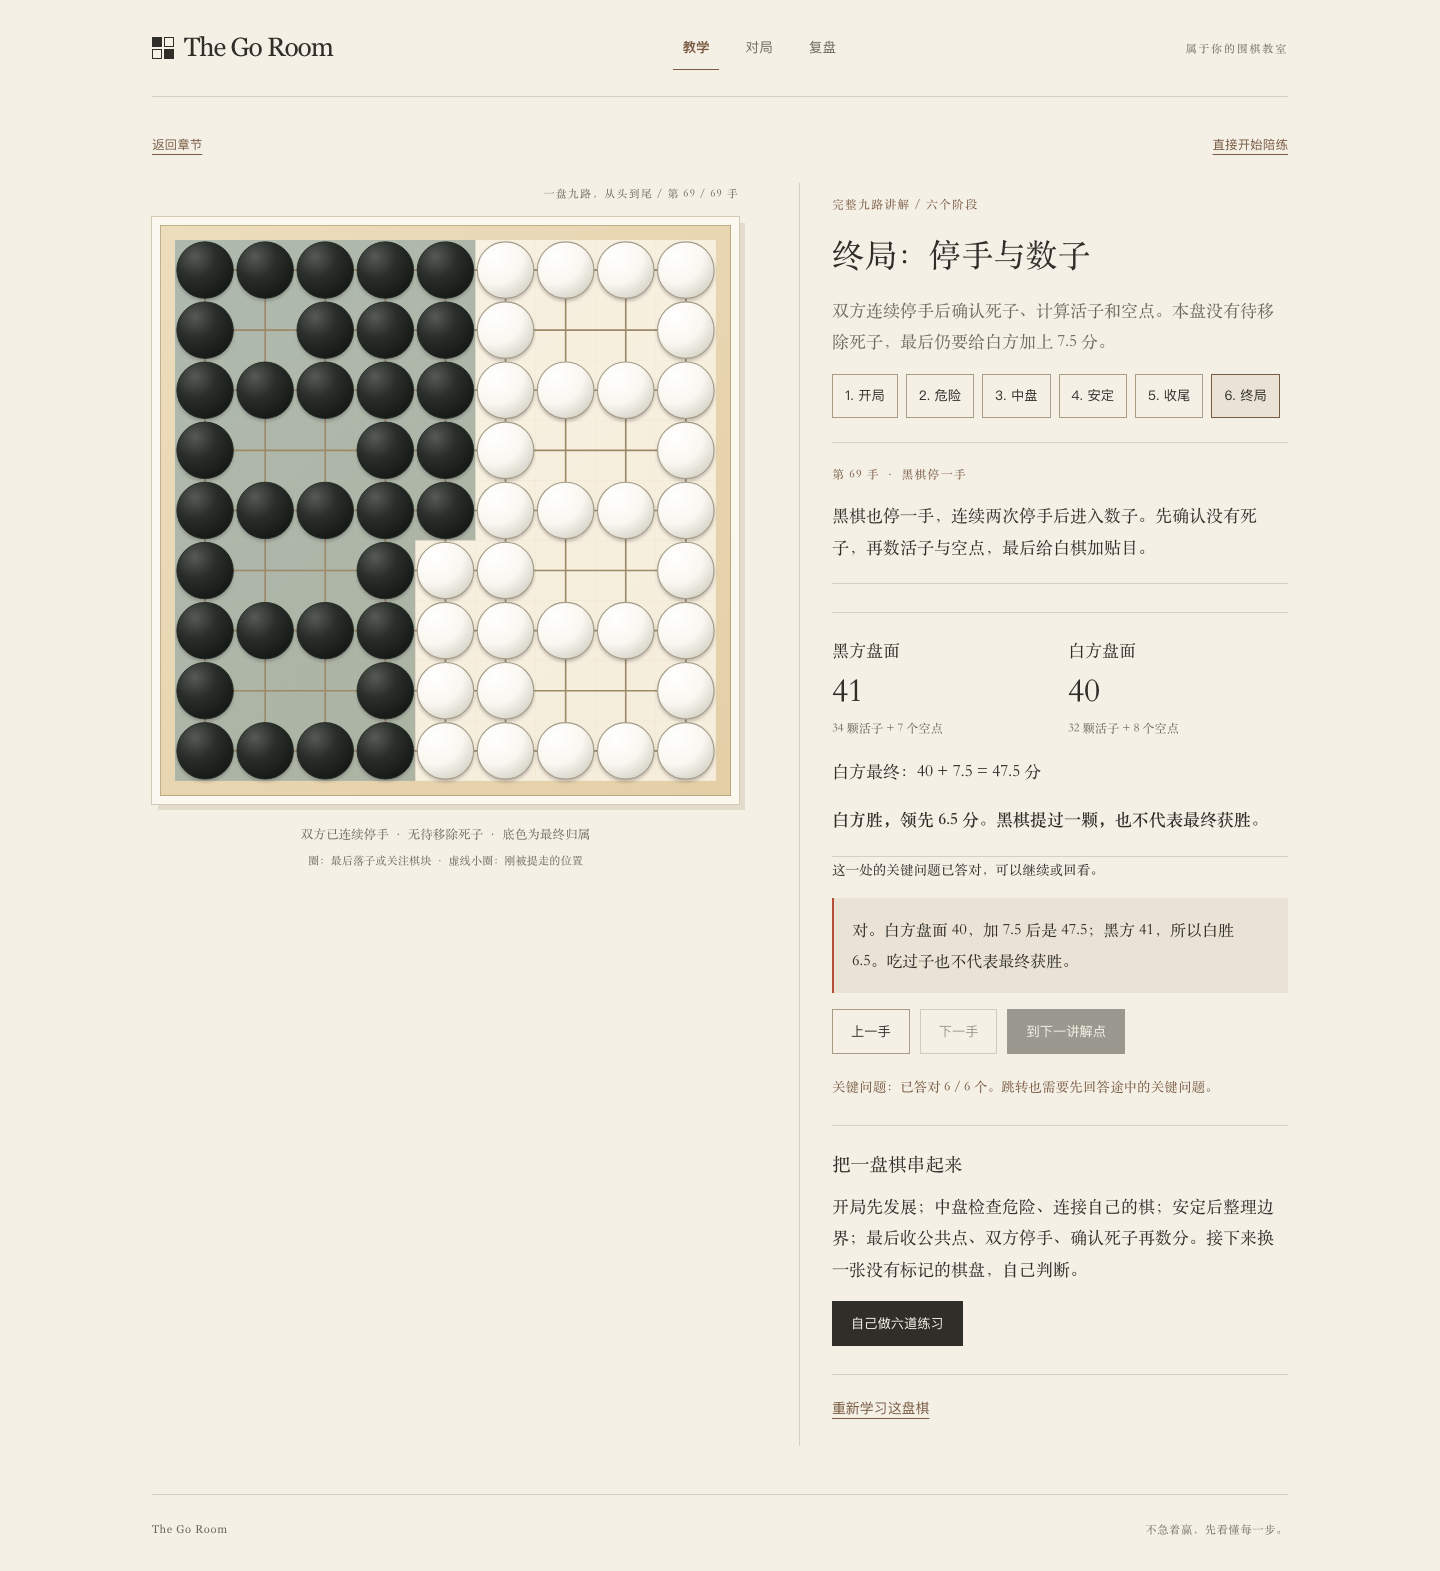 The Go Room
教学
对局
复盘
属于你的围棋教室
返回章节
直接开始陪练
一盘九路，从头到尾 / 第 69 / 69 手
双方已连续停手 · 无待移除死子 · 底色为最终归属
圈：最后落子或关注棋块 · 虚线小圈：刚被提走的位置
完整九路讲解 / 六个阶段
终局：停手与数子
双方连续停手后确认死子、计算活子和空点。本盘没有待移
除死子，最后仍要给白方加上 7.5 分。
1. 开局
2. 危险
3. 中盘
4. 安定
5. 收尾
6. 终局
第 69 手 · 黑棋停一手
黑棋也停一手，连续两次停手后进入数子。先确认没有死
子，再数活子与空点，最后给白棋加贴目。
黑方盘面
41
34 颗活子 + 7 个空点
白方盘面
40
32 颗活子 + 8 个空点
白方最终：40 + 7.5 = 47.5 分
白方胜，领先 6.5 分。黑棋提过一颗，也不代表最终获胜。
这一处的关键问题已答对，可以继续或回看。
对。白方盘面 40，加 7.5 后是 47.5；黑方 41，所以白胜
6.5。吃过子也不代表最终获胜。
上一手
下一手
到下一讲解点
关键问题：已答对 6 / 6 个。跳转也需要先回答途中的关键问题。
把一盘棋串起来
开局先发展；中盘检查危险、连接自己的棋；安定后整理边
界；最后收公共点、双方停手、确认死子再数分。接下来换
一张没有标记的棋盘，自己判断。
自己做六道练习
重新学习这盘棋
The Go Room
不急着赢，先看懂每一步。